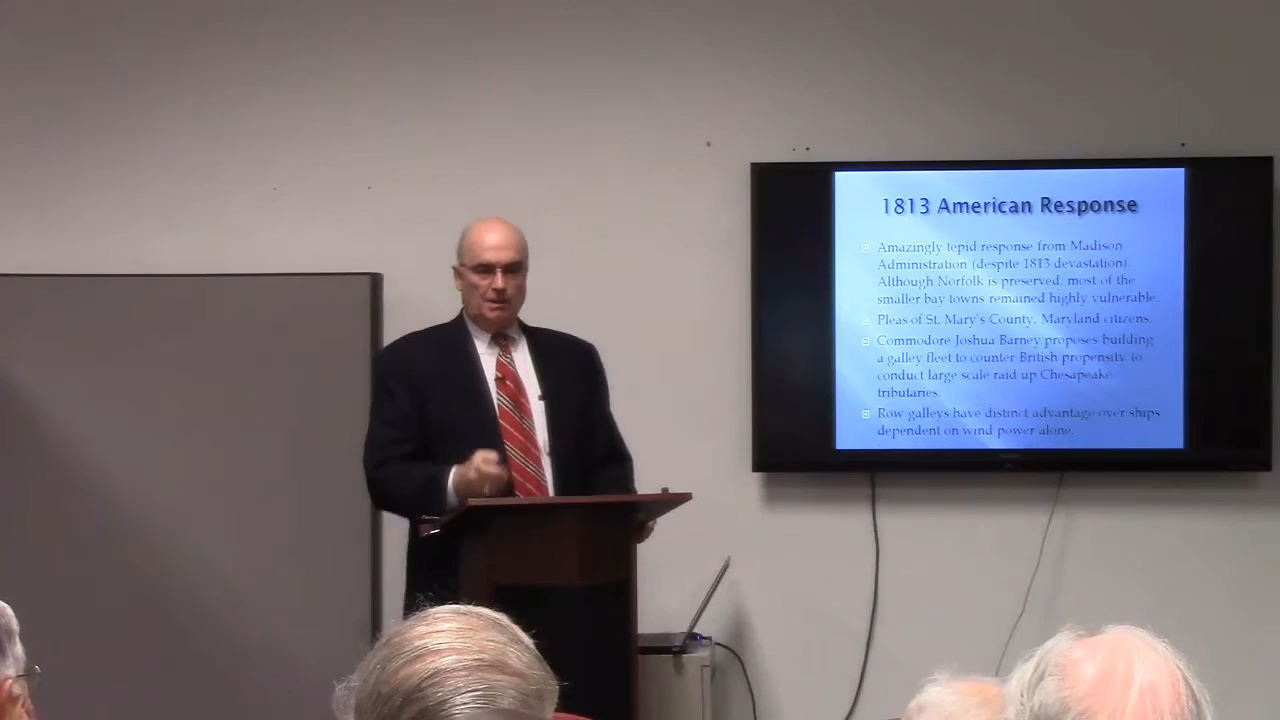 1813 American Response
Amazingly tepid response from Madison
Administration (despite 1813 devastation).
Although Norfolk is preserved, most of the
smaller bay towns remained highly vulnerable.
Pleas of St. Mary's County, Maryland citizens.
Commodore Joshua Barney proposes building
a galley fleet to counter British propensity to
conduct large scale raid up Chesapeake
tributaries.
Row galleys have distinct advantage over ships
dependent on wind power alone.